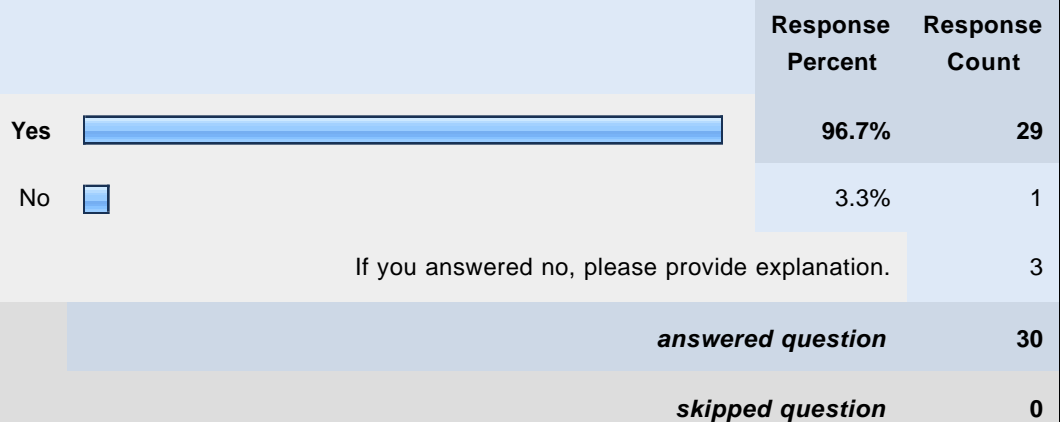 Response Response
Percent Count
Yes 96.7% 29
No 3.3% 1
If you answered no, please provide explanation. 3
answered question 30
skipped question 0